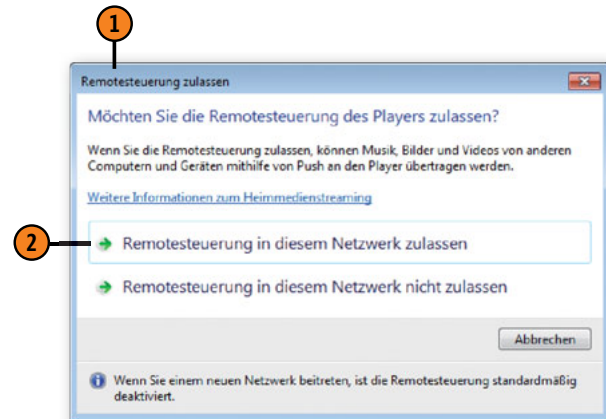 1
Remotesteuerung zulassen
Möchten Sie die Remotesteuerung des Players zulassen?
Wenn Sie die Remotesteuerung zulassen, können Musik, Bilder und Videos von anderen
Computern und Geräten mithilfe von Push an den Player übertragen werden.
Weitere Informationen zum Heimmedienstreaming
2
Remotesteuerung in diesem Netzwerk zulassen
Remotesteuerung in diesem Netzwerk nicht zulassen
Abbrechen
Wenn Sie einem neuen Netzwerk beitreten, ist die Remotesteuerung standardmäßig
deaktiviert.